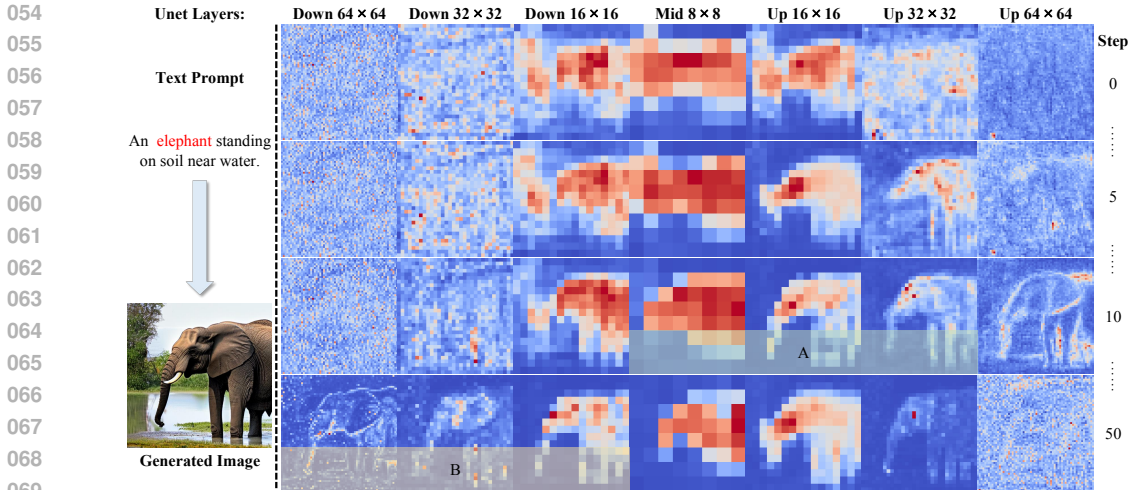 054
055
056
057
058
059
060
061
062
063
064
065
066
067
068
Unet Layers: Down 64 × 64 Down 32 × 32 Down 16 × 16 Mid 8 × 8 Up 16 × 16 Up 32 × 32 Up 64 × 64
Step
Text Prompt
0
An elephant standing
on soil near water.
5
10
A
50
Generated Image
B